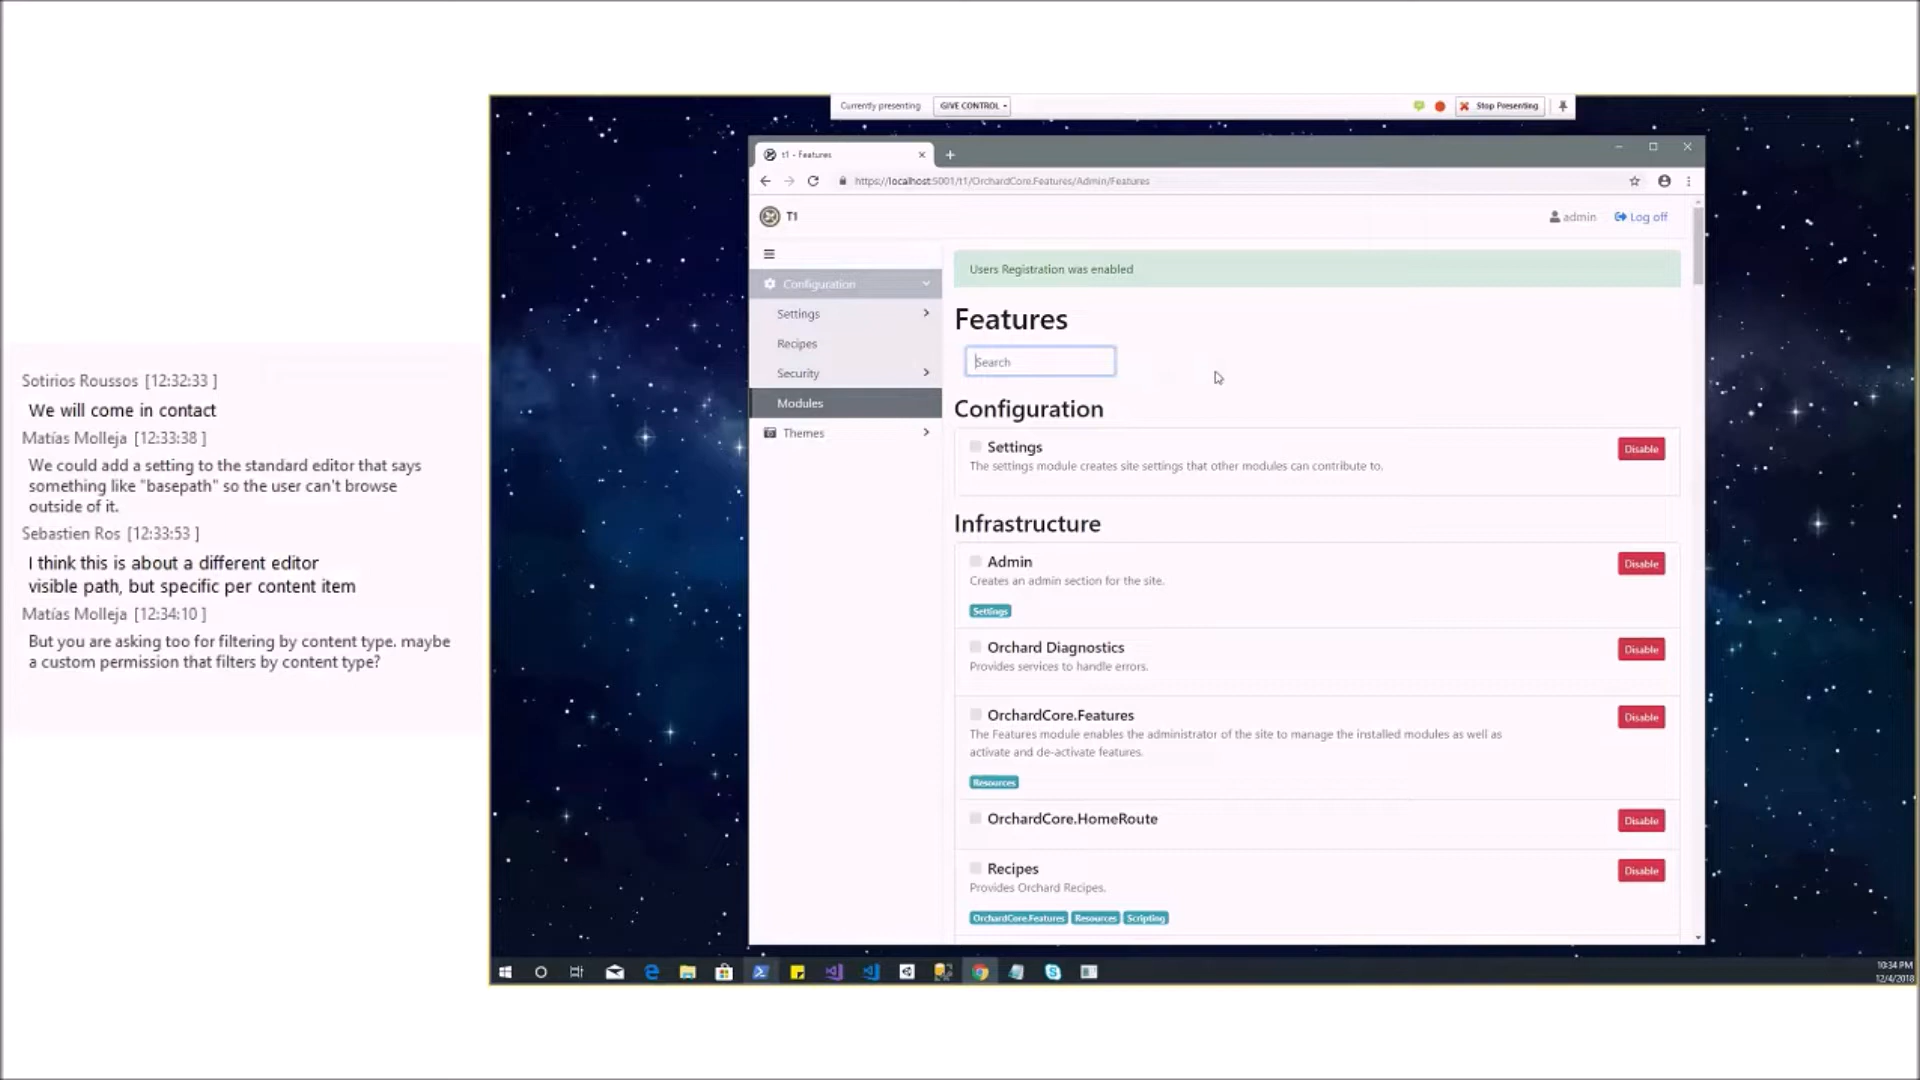 Sotirios Roussos [12:32:33 ]
We will come in contact
Matías Molleja [12:33:38 ]
We could add a setting to the standard editor that says
something like "basepath" so the user can't browse
outside of it.
Sebastien Ros [12:33:53 ]
I think this is about a different editor
visible path, but specific per content item
Matías Molleja [12:34:10 ]
But you are asking too for filtering by content type. maybe
a custom permission that filters by content type?
Currently presenting
GIVE CONTROL
Stop Presenting
t1 - Features
https://localhost:5001/t1/OrchardCore.Features/Admin/Features
T1
admin
Log off
Configuration
Settings
Recipes
Security
Modules
Themes
Users Registration was enabled
Features
Search
Configuration
Settings
Disable
The settings module creates site settings that other modules can contribute to.
Infrastructure
Admin
Disable
Creates an admin section for the site.
Settings
Orchard Diagnostics
Disable
Provides services to handle errors.
OrchardCore.Features
Disable
The Features module enables the administrator of the site to manage the installed modules as well as
activate and de-activate features.
Resources
OrchardCore.HomeRoute
Disable
Recipes
Disable
Provides Orchard Recipes.
OrchardCore.Features Resources Scripting
10:34 PM
12/4/2018